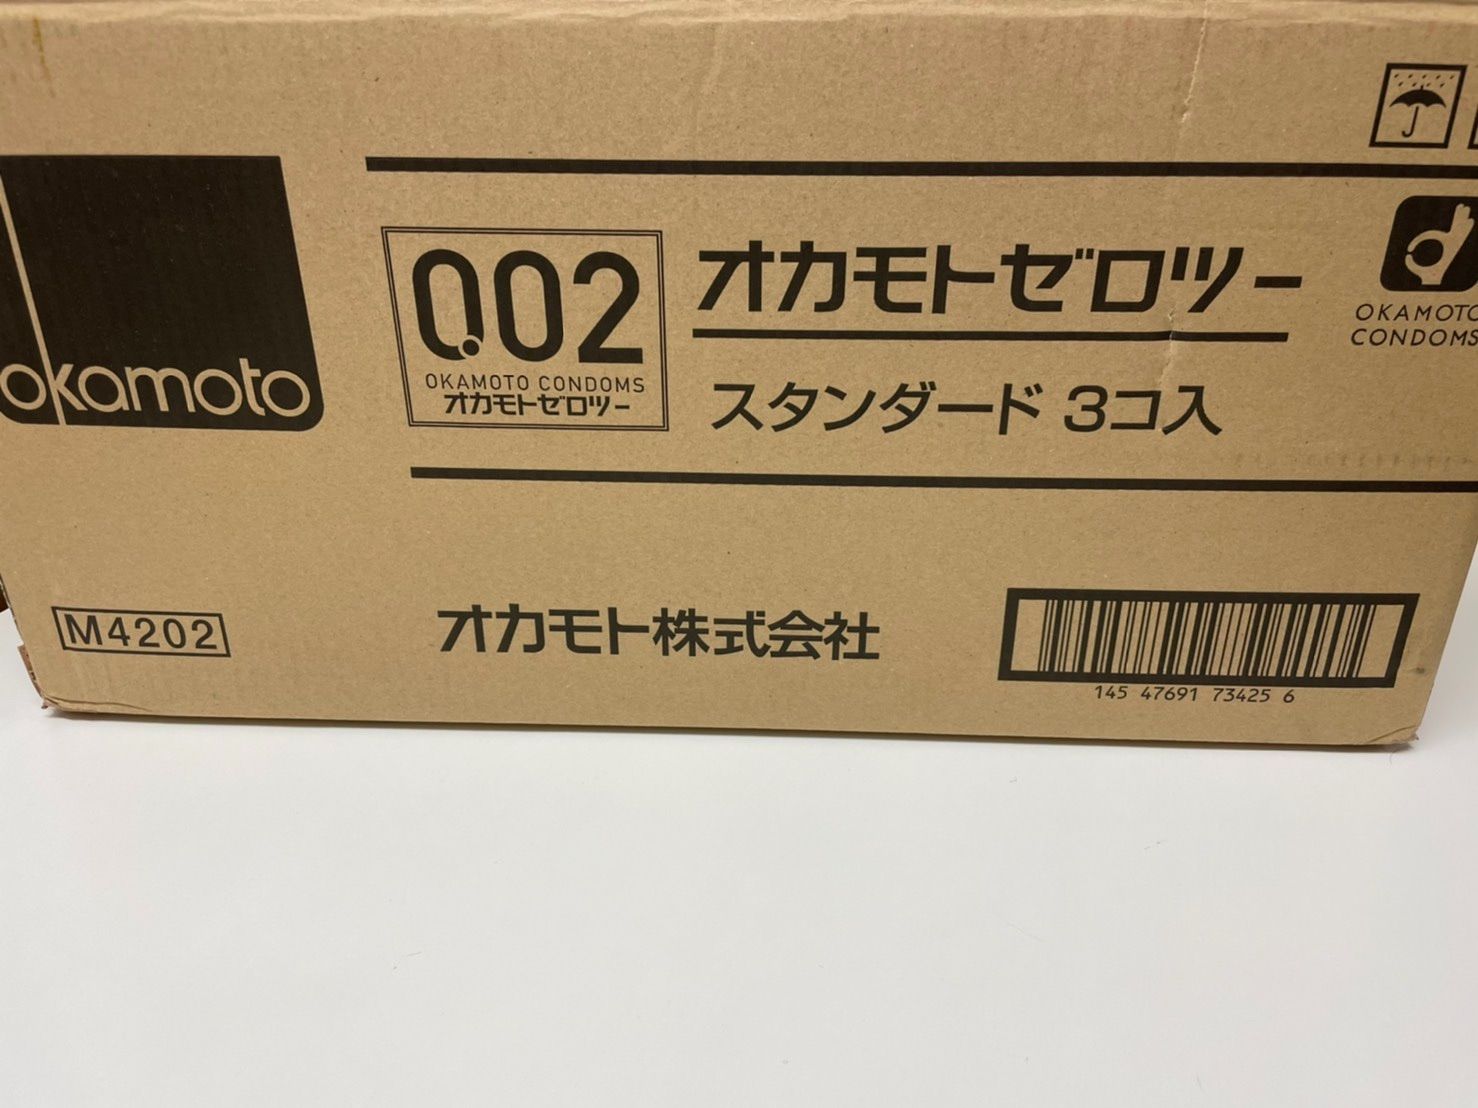 okamoto
0.02
OKAMOTO CONDOMS
オカモトゼロツー
オカモトゼロツー
スタンダード 3コ入
OKAMOTO
CONDOMS
M4202
オカモト株式会社
145 47691 73425 6